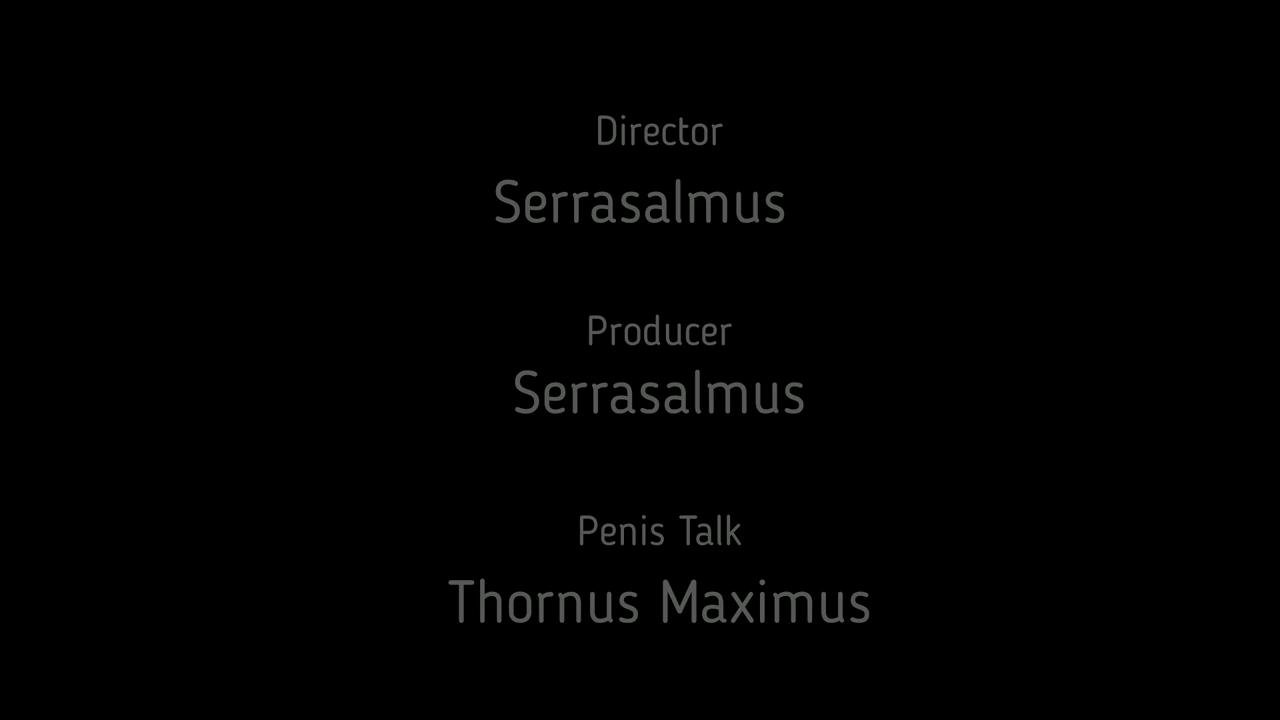 Director
Serrasalmus
Producer
Serrasalmus
Penis Talk
Thornus Maximus